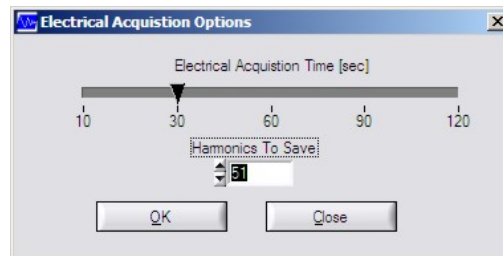 Electrical Acquistion Options
Electrical Acquistion Time [sec]
10 30 60 90 120
Harmonics To Save
51
OK Close